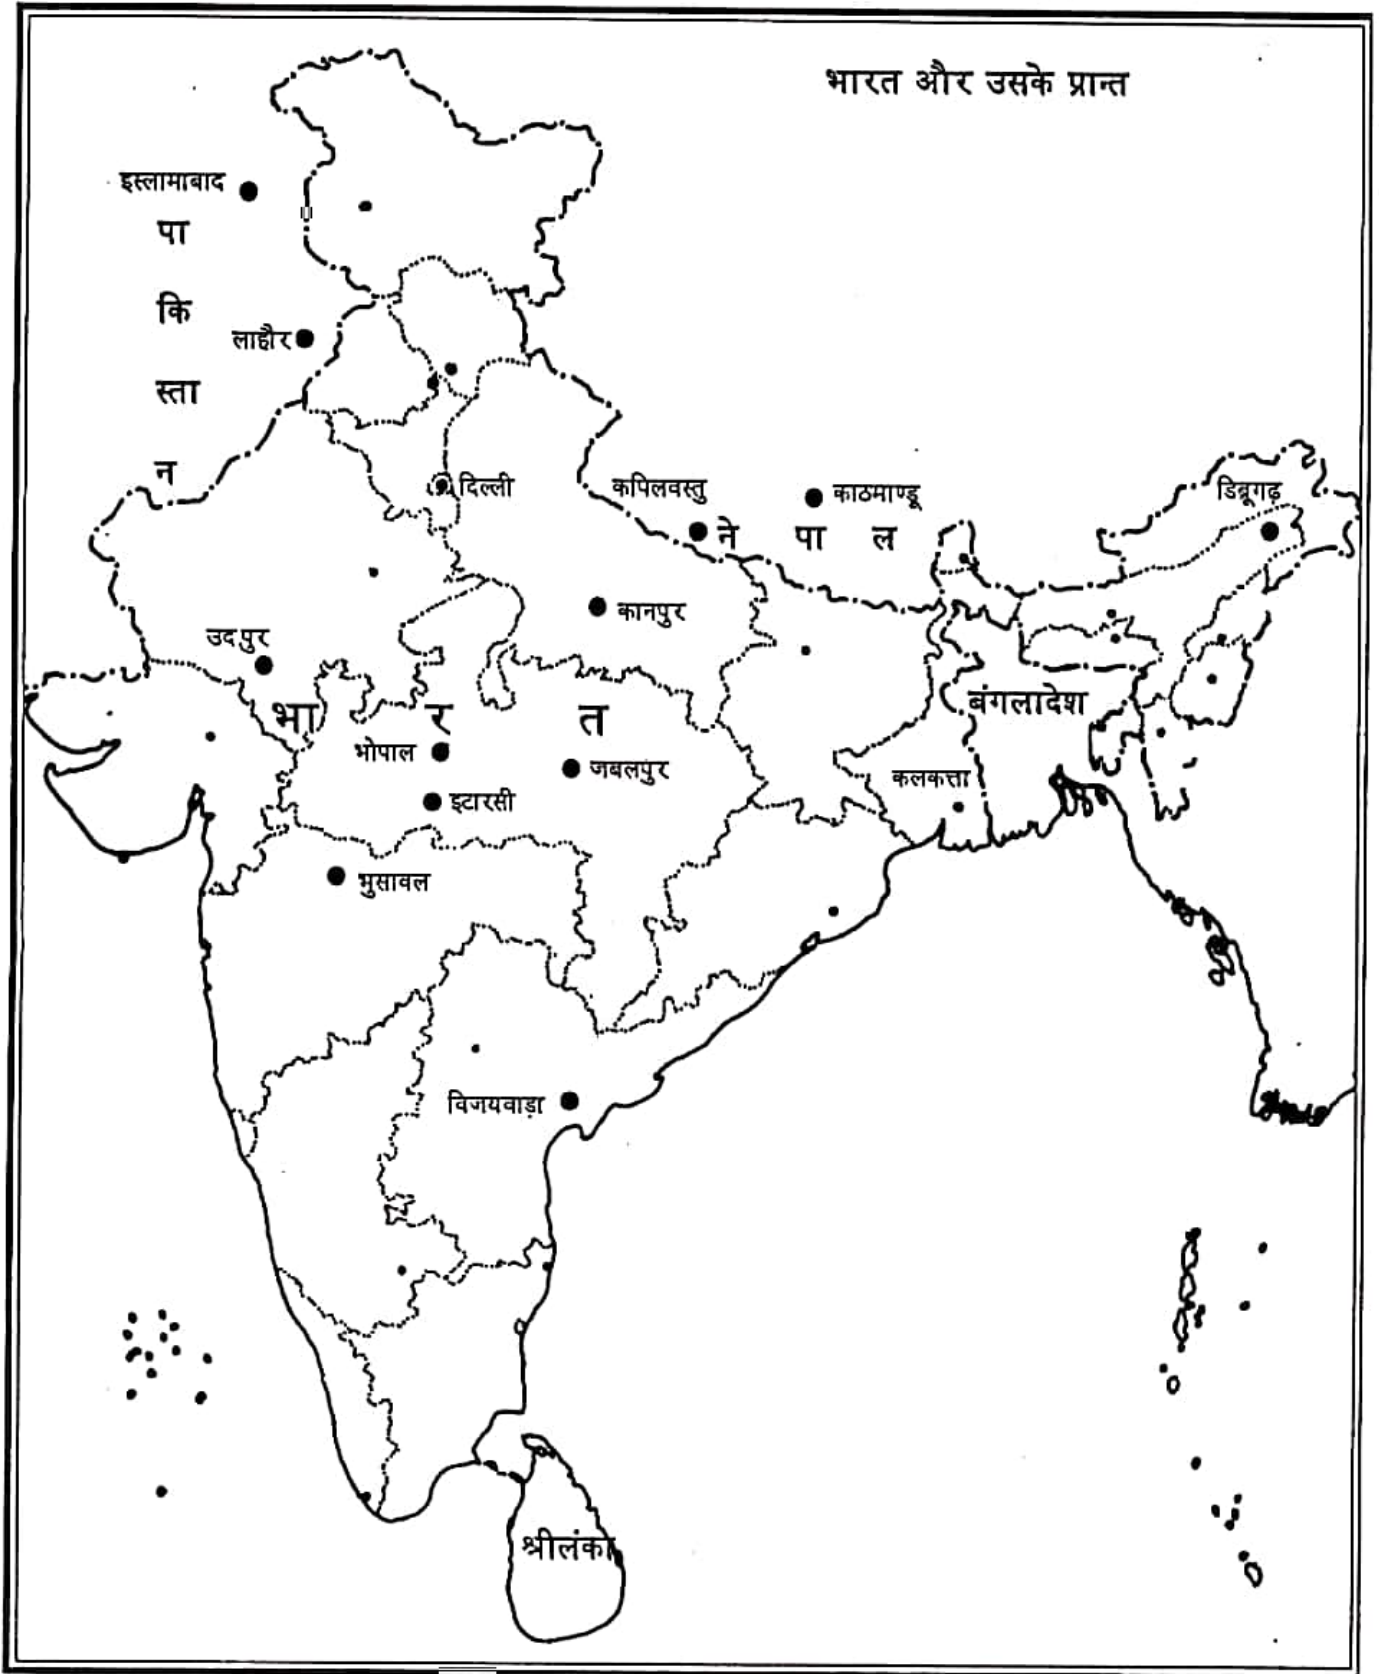 भारत और उसके प्रान्त
इस्लामाबाद
पा
कि
लाहौर
स्ता
न
दिल्ली
कपिलवस्तु
काठमाण्डू
डिब्रूगढ़
ने पा ल
कानपुर
उदपुर
भा र त
बंगलादेश
भोपाल
जबलपुर
कलकत्ता
इटारसी
भुसावल
विजयवाड़ा
श्रीलंका